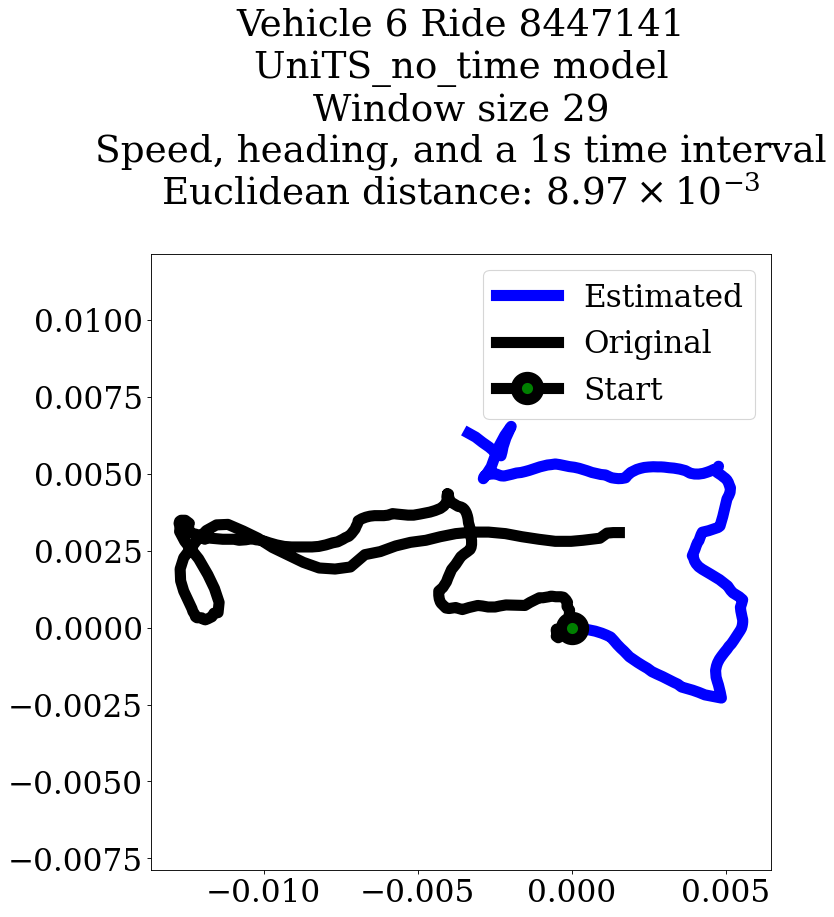 Vehicle 6 Ride 8447141
UniTS_no_time model
Window size 29
Speed, heading, and a 1s time interval
Euclidean distance: 8.97 × 10⁻³
Estimated
Original
Start
0.0100
0.0075
0.0050
0.0025
0.0000
−0.0025
−0.0050
−0.0075
−0.010
−0.005
0.000
0.005